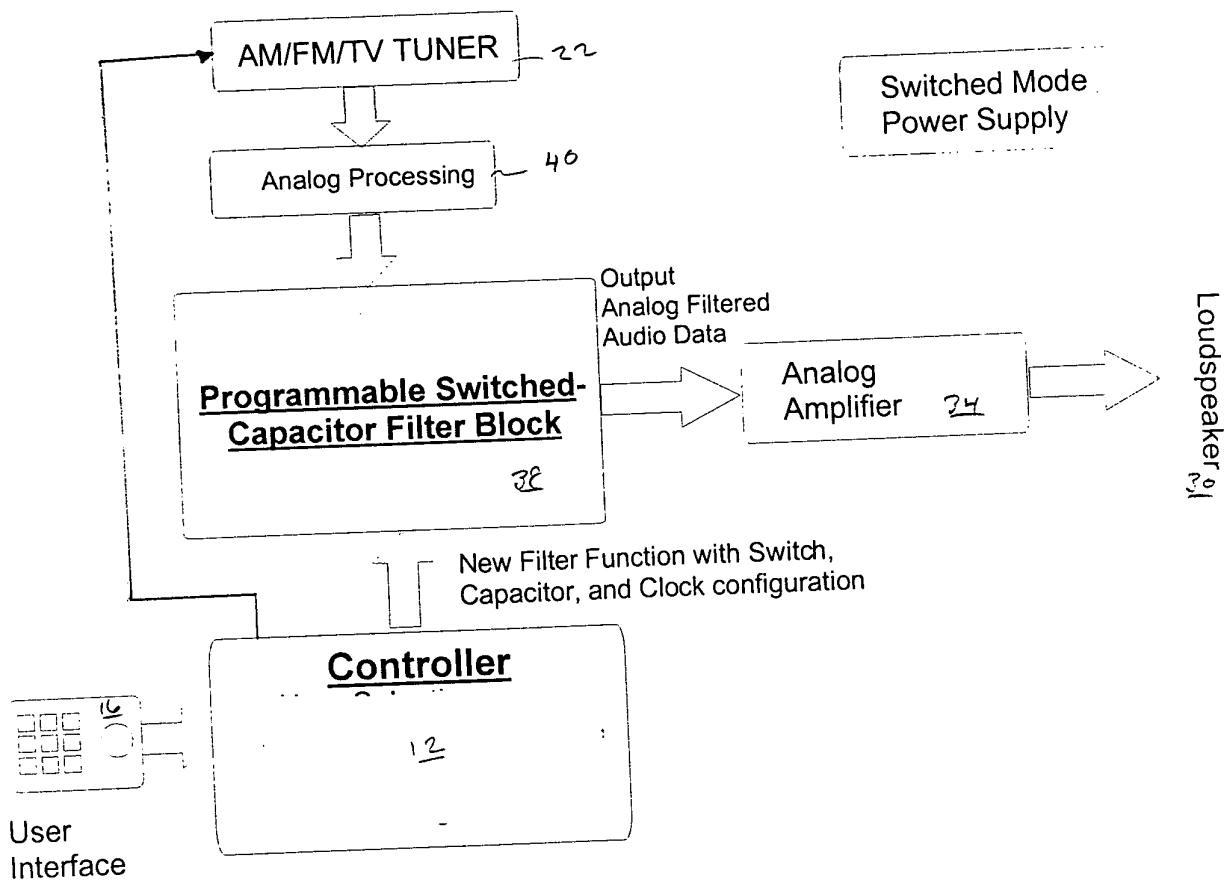 AM/FM/TV TUNER 22
Switched Mode
Power Supply
Analog Processing 40
Output
Analog Filtered
Audio Data
Programmable Switched-
Capacitor Filter Block
38
Analog
Amplifier 34
Loudspeaker
New Filter Function with Switch,
Capacitor, and Clock configuration
Controller
12
16
User
Interface